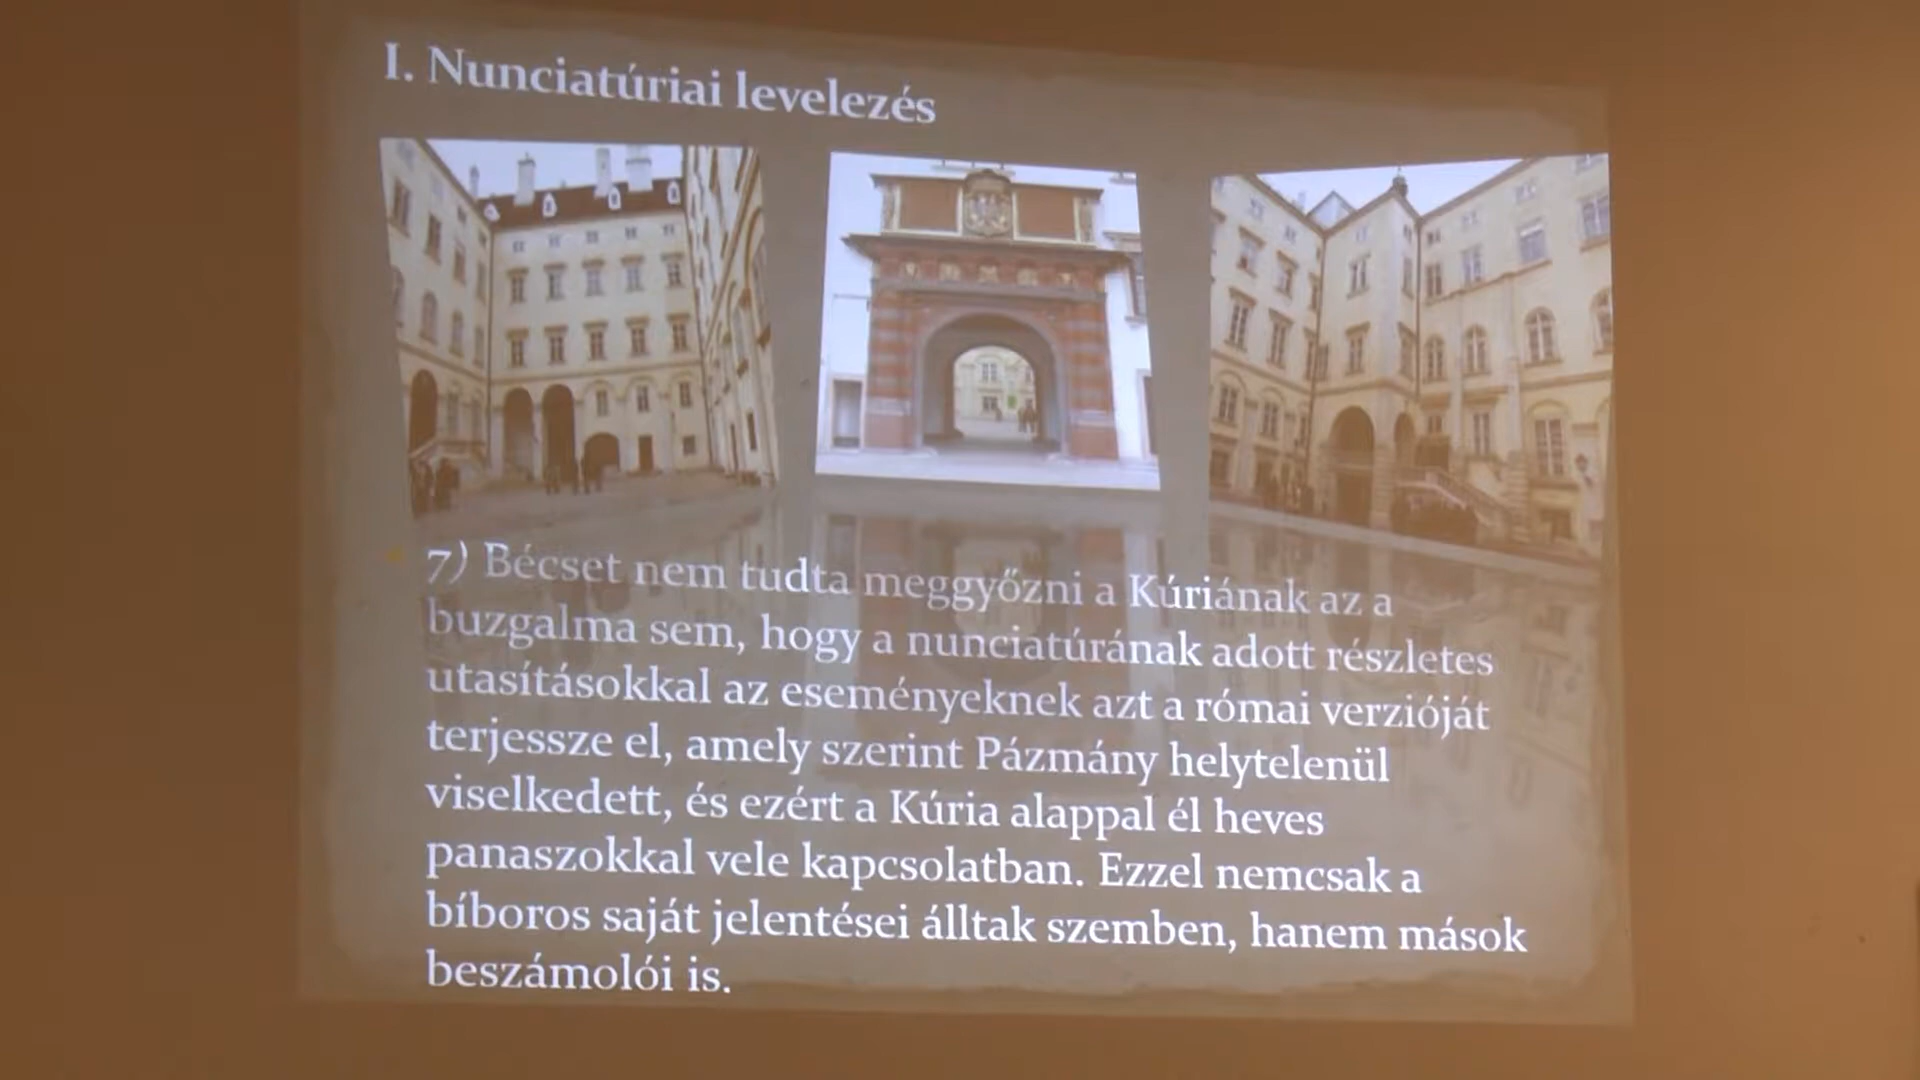 I. Nunciatúriai levelezés
7) Bécset nem tudta meggyőzni a Kúriának az a
buzgalma sem, hogy a nunciatúrának adott részletes
utasításokkal az eseményeknek azt a római verzióját
terjessze el, amely szerint Pázmány helytelenül
viselkedett, és ezért a Kúria alappal él heves
panaszokkal vele kapcsolatban. Ezzel nemcsak a
bíboros saját jelentései álltak szemben, hanem mások
beszámolói is.